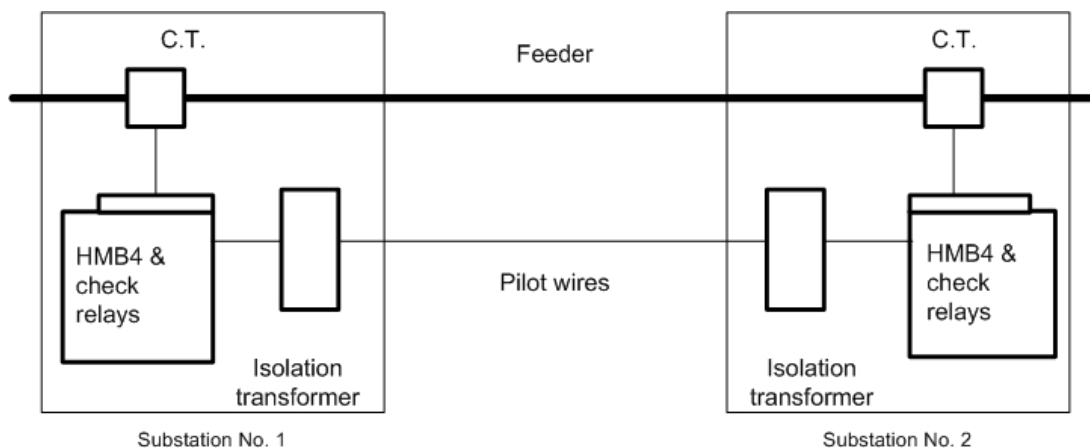 C.T.
Feeder
C.T.
HMB4 &
check
relays
Pilot wires
HMB4 &
check
relays
Isolation
transformer
Isolation
transformer
Substation No. 1
Substation No. 2